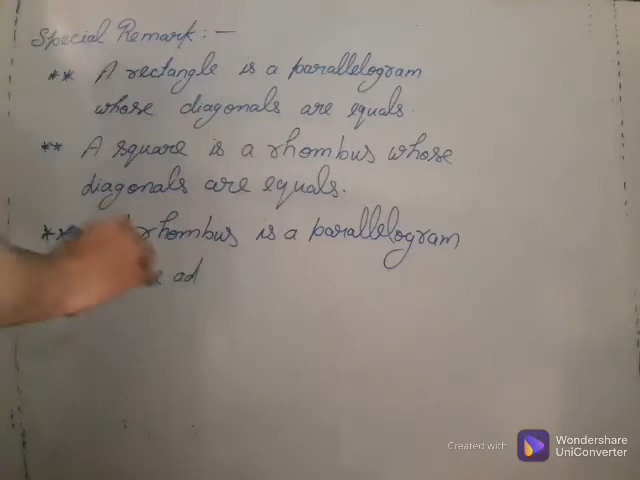 Special Remark : —
** A rectangle is a parallelogram
whose diagonals are equals.
** A square is a rhombus whose
diagonals are equals.
** rhombus is a parallelogram
ad
Created with Wondershare
UniConverter